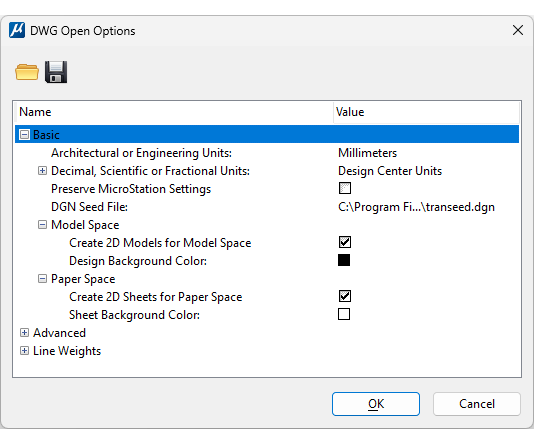 DWG Open Options
Name Value
Basic
Architectural or Engineering Units: Millimeters
Decimal, Scientific or Fractional Units: Design Center Units
Preserve MicroStation Settings
DGN Seed File: C:\Program Fi...\transeed.dgn
Model Space
Create 2D Models for Model Space
Design Background Color:
Paper Space
Create 2D Sheets for Paper Space
Sheet Background Color:
Advanced
Line Weights
OK Cancel